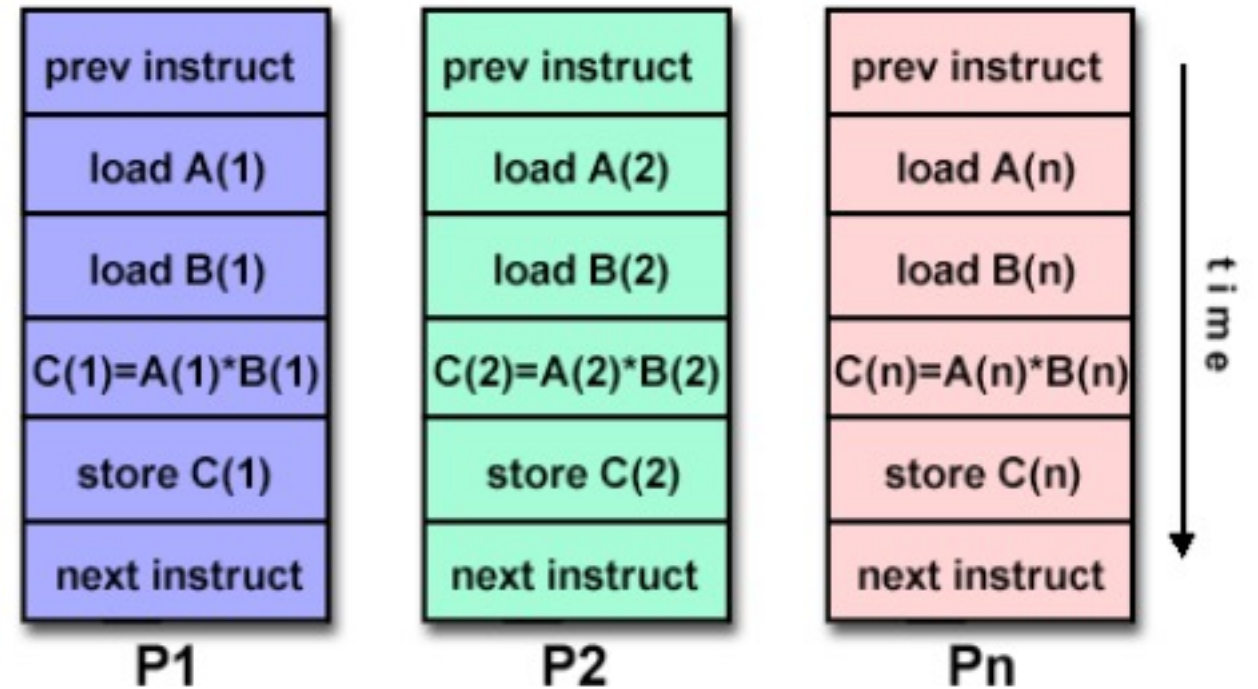 prev instruct
load A(1)
load B(1)
C(1)=A(1)*B(1)
store C(1)
next instruct
P1
prev instruct
load A(2)
load B(2)
C(2)=A(2)*B(2)
store C(2)
next instruct
P2
prev instruct
load A(n)
load B(n)
C(n)=A(n)*B(n)
store C(n)
next instruct
Pn
time